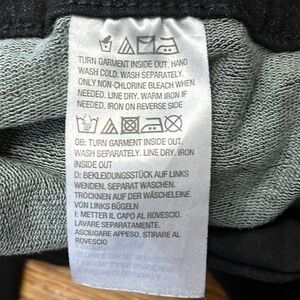 TURN GARMENT INSIDE OUT. HAND
WASH COLD. WASH SEPARATELY.
ONLY NON-CHLORINE BLEACH WHEN
NEEDED. LINE DRY. WARM IRON IF
NEEDED. IRON ON REVERSE SIDE
GB: TURN GARMENT INSIDE OUT.
WASH SEPARATELY. LINE DRY. IRON
INSIDE OUT
D: BEKLEIDUNGSSTÜCK AUF LINKS
WENDEN. SEPARAT WASCHEN.
TROCKNEN AUF DER WÄSCHELEINE.
VON LINKS BÜGELN
I: METTER IL CAPO AL ROVESCIO.
LAVARE SEPARATAMENTE.
ASCIUGARE APPESO. STIRARE AL
ROVESCIO